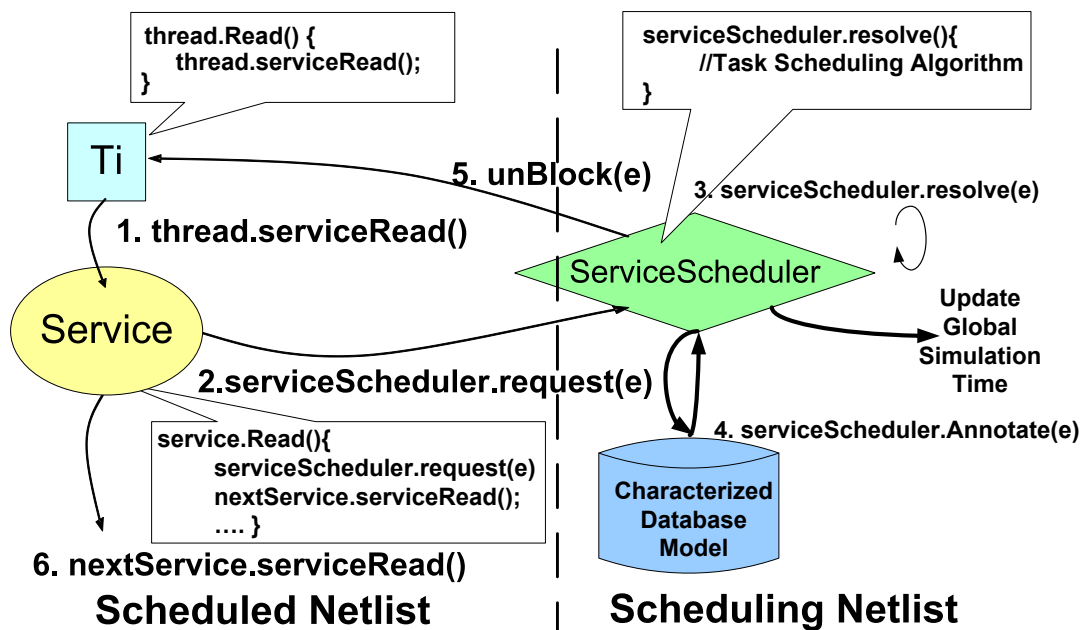 thread.Read() {
thread.serviceRead();
}
serviceScheduler.resolve(){
//Task Scheduling Algorithm
}
Ti
5. unBlock(e)
3. serviceScheduler.resolve(e)
1. thread.serviceRead()
ServiceScheduler
Service
Update
Global
Simulation
Time
2.serviceScheduler.request(e)
service.Read(){
serviceScheduler.request(e)
nextService.serviceRead();
.... }
4. serviceScheduler.Annotate(e)
Characterized
Database
Model
6. nextService.serviceRead()
Scheduled Netlist
Scheduling Netlist